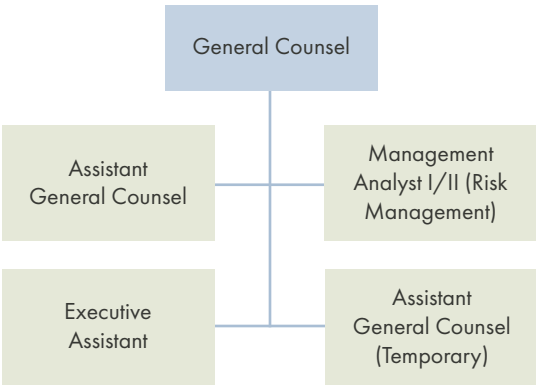 General Counsel
Assistant
General Counsel
Management
Analyst I/II (Risk
Management)
Executive
Assistant
Assistant
General Counsel
(Temporary)